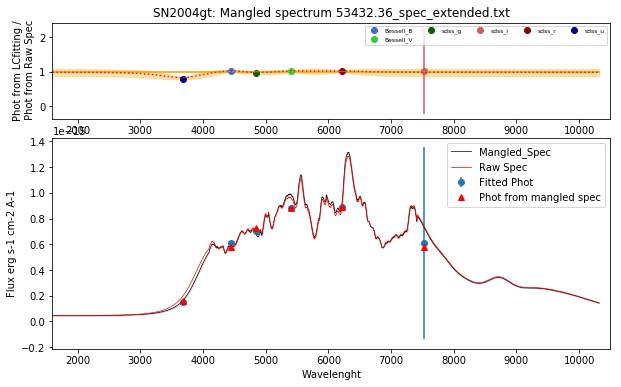 SN2004gt: Mangled spectrum 53432.36_spec_extended.txt
Phot from LCfitting /
Phot from Raw Spec
2
1
0
Bessell_B
Bessell_V
sdss_g
sdss_i
sdss_r
sdss_u
2000 3000 4000 5000 6000 7000 8000 9000 10000
Flux erg s-1 cm-2 A-1
1.4
1.2
1.0
0.8
0.6
0.4
0.2
0.0
−0.2
Mangled_Spec
Raw Spec
Fitted Phot
Phot from mangled spec
2000 3000 4000 5000 6000 7000 8000 9000 10000
Wavelenght